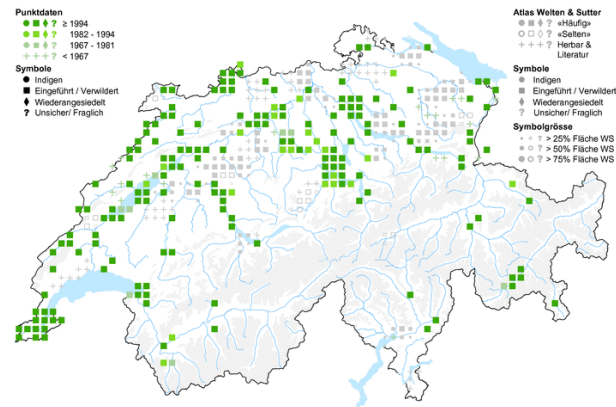 Punktdaten
? ≥ 1994
? 1982 - 1994
? 1967 - 1981
< 1967
Symbole
Indigen
Eingeführt / Verwildert
Wiederangesiedelt
? Unsicher/ Fraglich
Atlas Welten & Sutter
? «Häufig»
? «Selten»
Herbar &
Literatur
Symbole
Indigen
Eingeführt / Verwildert
Wiederangesiedelt
? Unsicher/ Fraglich
Symbolgrösse
? > 25% Fläche WS
? > 50% Fläche WS
? > 75% Fläche WS